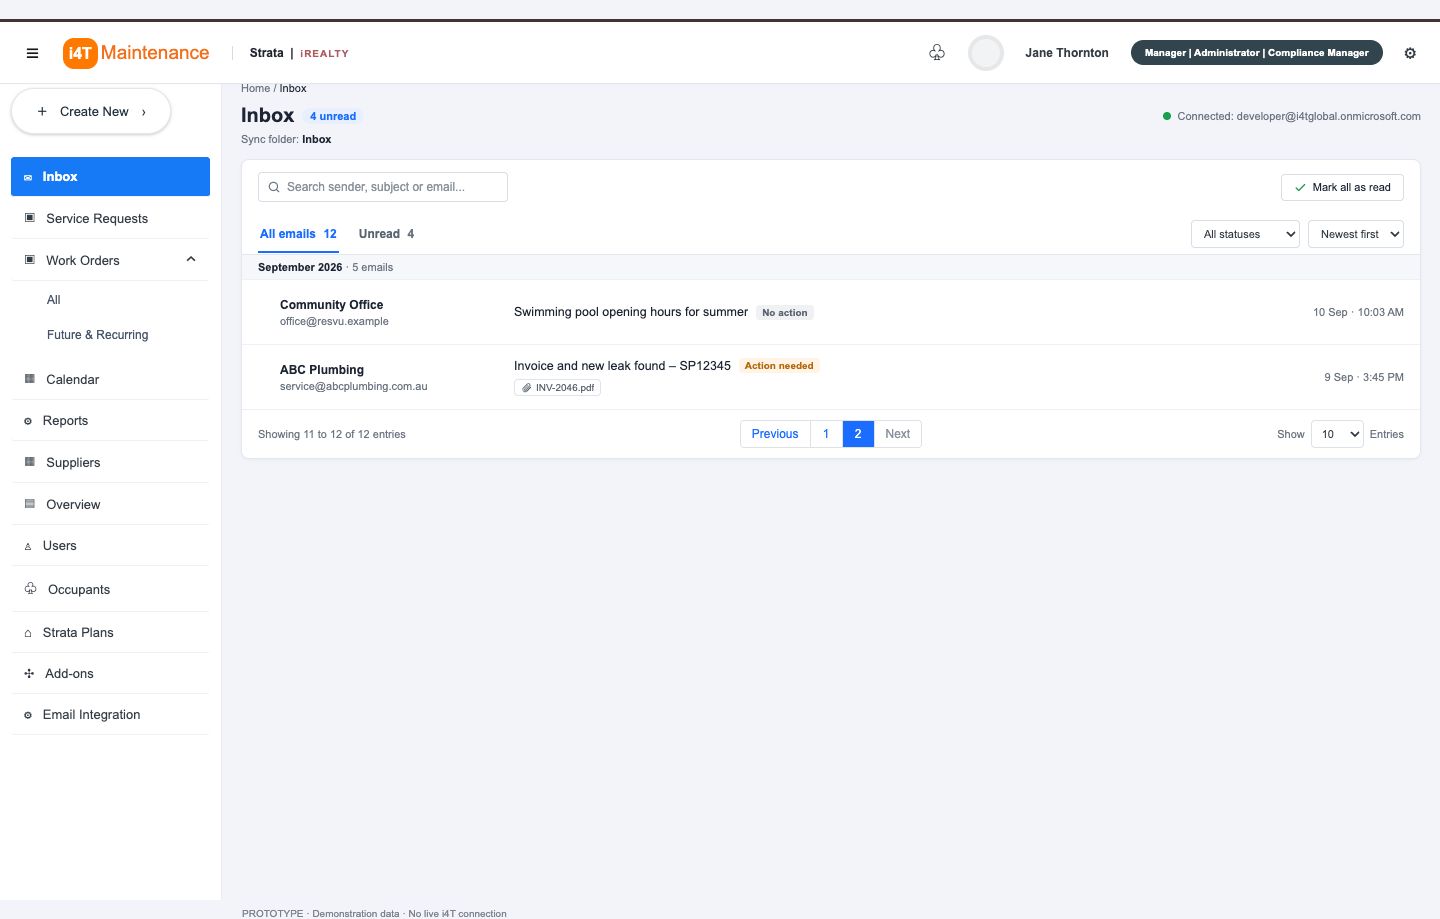 i4T Maintenance
Strata | iREALTY
Jane Thornton
Manager | Administrator | Compliance Manager
+ Create New ›
Inbox
Service Requests
Work Orders
All
Future & Recurring
Calendar
Reports
Suppliers
Overview
Users
Occupants
Strata Plans
Add-ons
Email Integration
Home / Inbox
Inbox 4 unread
Connected: developer@i4tglobal.onmicrosoft.com
Sync folder: Inbox
Search sender, subject or email...
Mark all as read
All emails 12 Unread 4
All statuses Newest first
September 2026 · 5 emails
Community Office
office@resvu.example
Swimming pool opening hours for summer No action
10 Sep · 10:03 AM
ABC Plumbing
service@abcplumbing.com.au
Invoice and new leak found – SP12345 Action needed
INV-2046.pdf
9 Sep · 3:45 PM
Showing 11 to 12 of 12 entries
Previous 1 2 Next
Show 10 Entries
PROTOTYPE · Demonstration data · No live i4T connection